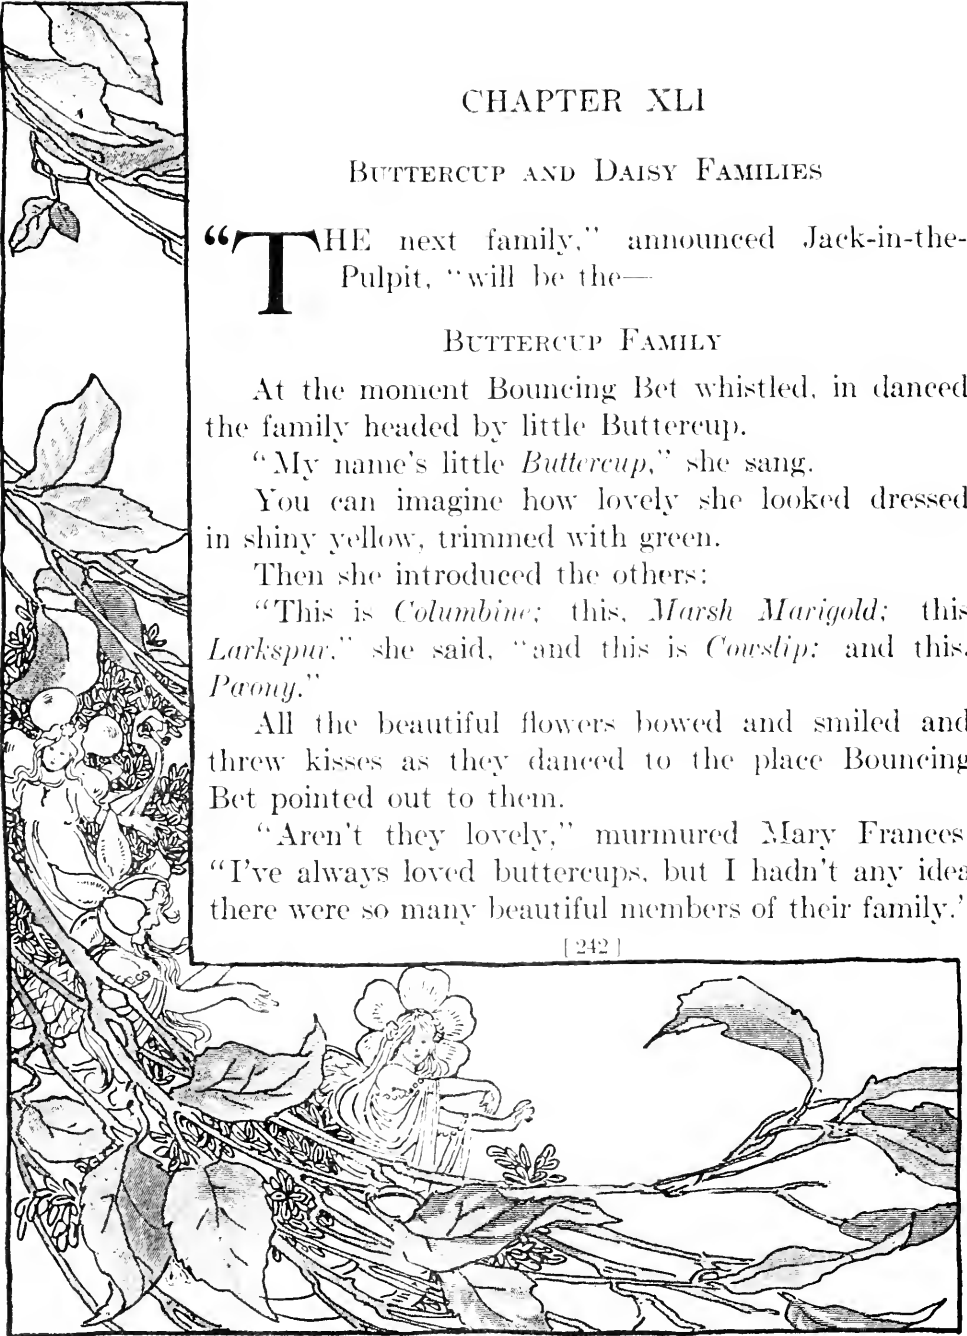 CHAPTER XLI
BUTTERCUP AND DAISY FAMILIES
“THE next family,” announced Jack-in-the-
Pulpit, “will be the—
BUTTERCUP FAMILY
At the moment Bouncing Bet whistled, in danced
the family headed by little Buttercup.
“My name’s little Buttercup,” she sang.
You can imagine how lovely she looked dressed
in shiny yellow, trimmed with green.
Then she introduced the others:
“This is Columbine; this, Marsh Marigold; this
Larkspur,” she said, “and this is Cowslip; and this,
Pæony.”
All the beautiful flowers bowed and smiled and
threw kisses as they danced to the place Bouncing
Bet pointed out to them.
“Aren’t they lovely,” murmured Mary Frances
“I’ve always loved buttercups, but I hadn’t any idea
there were so many beautiful members of their family.’
[242]